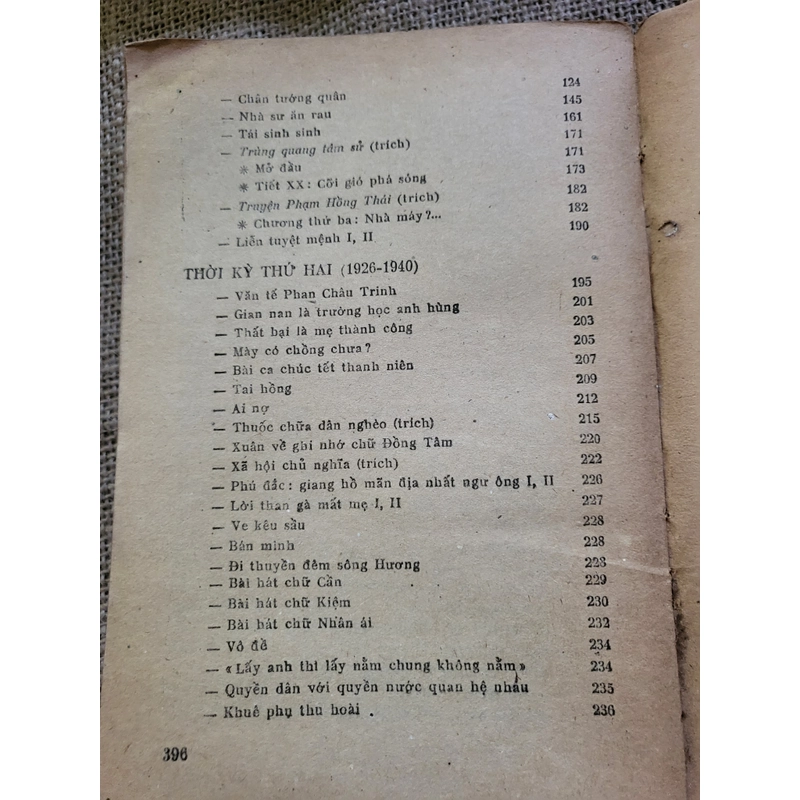 — Chân tướng quân 124
— Nhà sư ăn rau 145
— Tái sinh sinh 161
— Trùng quang tâm sử (trích) 171
* Mở đầu 171
* Tiết XX: Cỡi gió phá sóng 173
— Truyện Phạm Hồng Thái (trích) 182
* Chương thứ ba: Nhà máy?... 182
— Liễn tuyệt mệnh I, II 190
THỜI KỲ THỨ HAI (1926-1940)
— Văn tế Phan Châu Trinh 195
— Gian nan là trường học anh hùng 201
— Thất bại là mẹ thành công 203
— Mày có chồng chưa? 205
— Bài ca chúc tết thanh niên 207
— Tai hồng 209
— Ai nợ 212
— Thuốc chữa dân nghèo (trích) 215
— Xuân về ghi nhớ chữ Đồng Tâm 220
— Xã hội chủ nghĩa (trích) 222
— Phú đắc: giang hồ mãn địa nhất ngư ông I, II 226
— Lời than gà mất mẹ I, II 227
— Ve kêu sầu 228
— Bán minh 228
— Đi thuyền đêm sông Hương 228
— Bài hát chữ Cần 229
— Bài hát chữ Kiệm 230
— Bài hát chữ Nhân ái 232
— Vô đề 234
— «Lấy anh thì lấy nằm chung không nằm» 234
— Quyền dân với quyền nước quan hệ nhau 235
— Khuê phụ thu hoài . 236
396